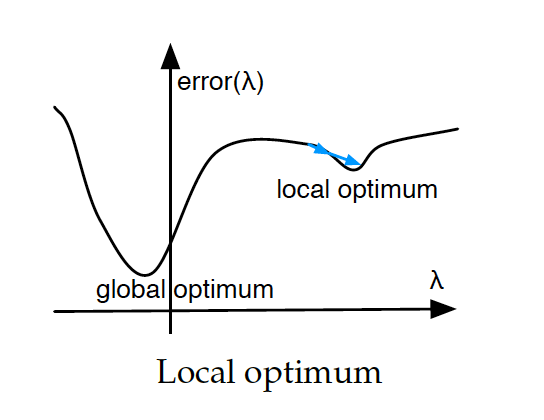 error(λ)
local optimum
λ
global optimum
Local optimum